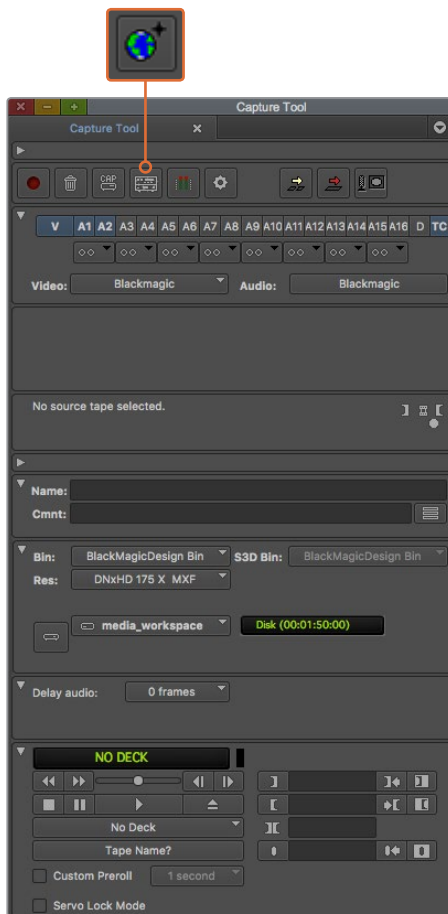 Capture Tool
Capture Tool
CAP
V A1 A2 A3 A4 A5 A6 A7 A8 A9 A10 A11 A12 A13 A14 A15 A16 D TC
Video: Blackmagic Audio: Blackmagic
No source tape selected.
Name:
Cmnt:
Bin: BlackMagicDesign Bin S3D Bin: BlackMagicDesign Bin
Res: DNxHD 175 X MXF
media_workspace Disk (00:01:50:00)
Delay audio: 0 frames
NO DECK
No Deck
Tape Name?
Custom Preroll 1 second
Servo Lock Mode